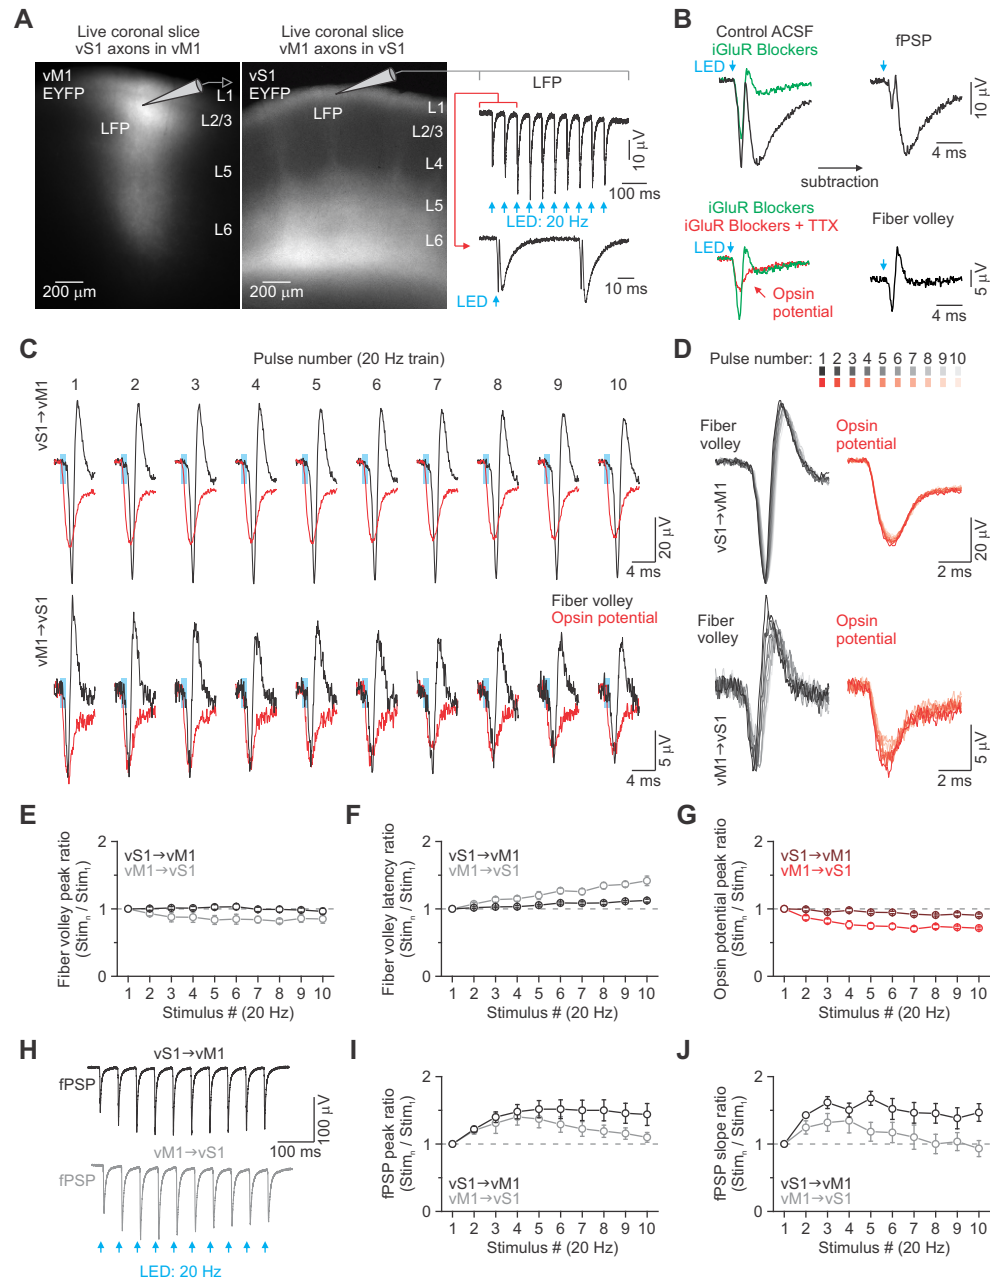 A
Live coronal slice
vS1 axons in vM1
Live coronal slice
vM1 axons in vS1
vM1
EYFP
LFP
L1
L2/3
L5
L6
200 μm
vS1
EYFP
LFP
L1
L2/3
L4
L5
L6
200 μm
LFP
10 μV
100 ms
LED: 20 Hz
10 ms
LED
B
Control ACSF
iGluR Blockers
LED
fPSP
10 μV
4 ms
subtraction
iGluR Blockers
iGluR Blockers + TTX
LED
Opsin
potential
Fiber volley
5 μV
4 ms
C
Pulse number (20 Hz train)
1 2 3 4 5 6 7 8 9 10
vS1→vM1
20 μV
4 ms
Fiber volley
Opsin potential
vM1→vS1
5 μV
4 ms
D
Pulse number: 1 2 3 4 5 6 7 8 9 10
Fiber
volley
Opsin
potential
vS1→vM1
20 μV
2 ms
Fiber
volley
Opsin
potential
vM1→vS1
5 μV
2 ms
E
Fiber volley peak ratio
(Stimn / Stim1)
2
1
0
vS1→vM1
vM1→vS1
1 2 3 4 5 6 7 8 9 10
Stimulus # (20 Hz)
F
Fiber volley latency ratio
(Stimn / Stim1)
2
1
0
vS1→vM1
vM1→vS1
1 2 3 4 5 6 7 8 9 10
Stimulus # (20 Hz)
G
Opsin potential peak ratio
(Stimn / Stim1)
2
1
0
vS1→vM1
vM1→vS1
1 2 3 4 5 6 7 8 9 10
Stimulus # (20 Hz)
H
vS1→vM1
fPSP
100 μV
100 ms
vM1→vS1
fPSP
LED: 20 Hz
I
fPSP peak ratio
(Stimn / Stim1)
2
1
0
vS1→vM1
vM1→vS1
1 2 3 4 5 6 7 8 9 10
Stimulus # (20 Hz)
J
fPSP slope ratio
(Stimn / Stim1)
2
1
0
vS1→vM1
vM1→vS1
1 2 3 4 5 6 7 8 9 10
Stimulus # (20 Hz)